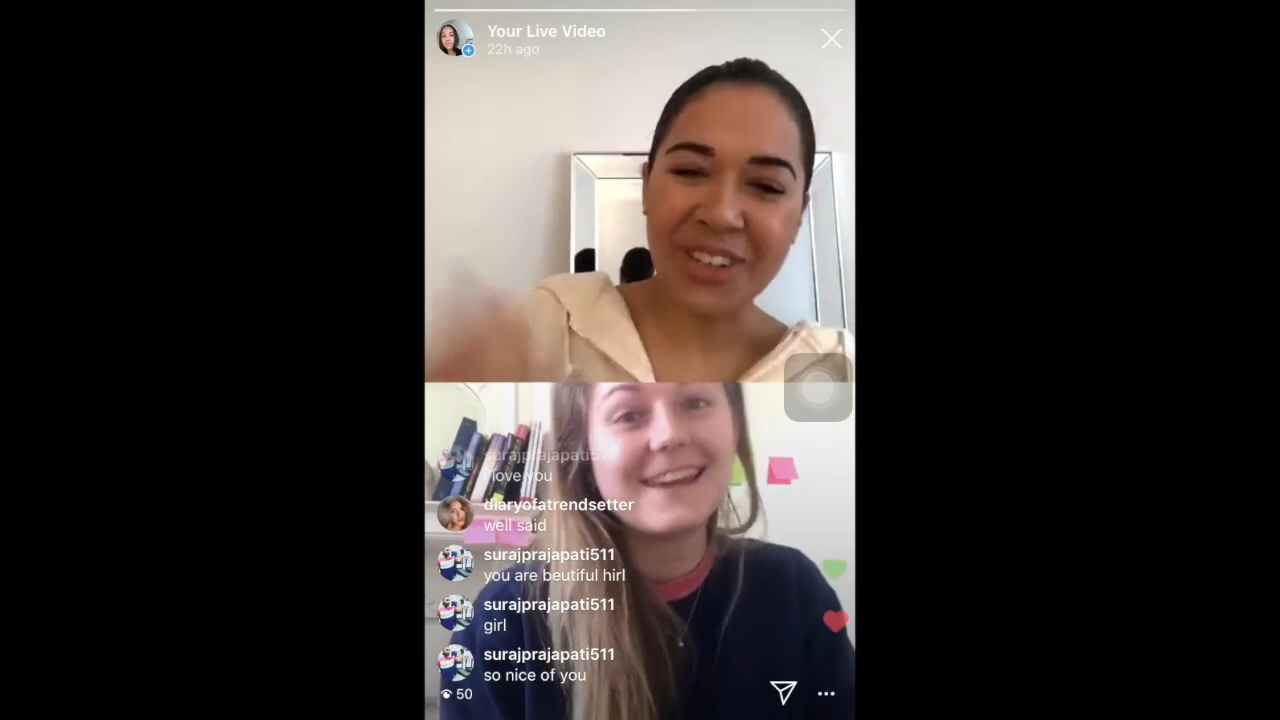 Your Live Video
22h ago
surajprajapati5
i love you
diaryofatrendsetter
well said
surajprajapati511
you are beutiful hirl
surajprajapati511
girl
surajprajapati511
so nice of you
50